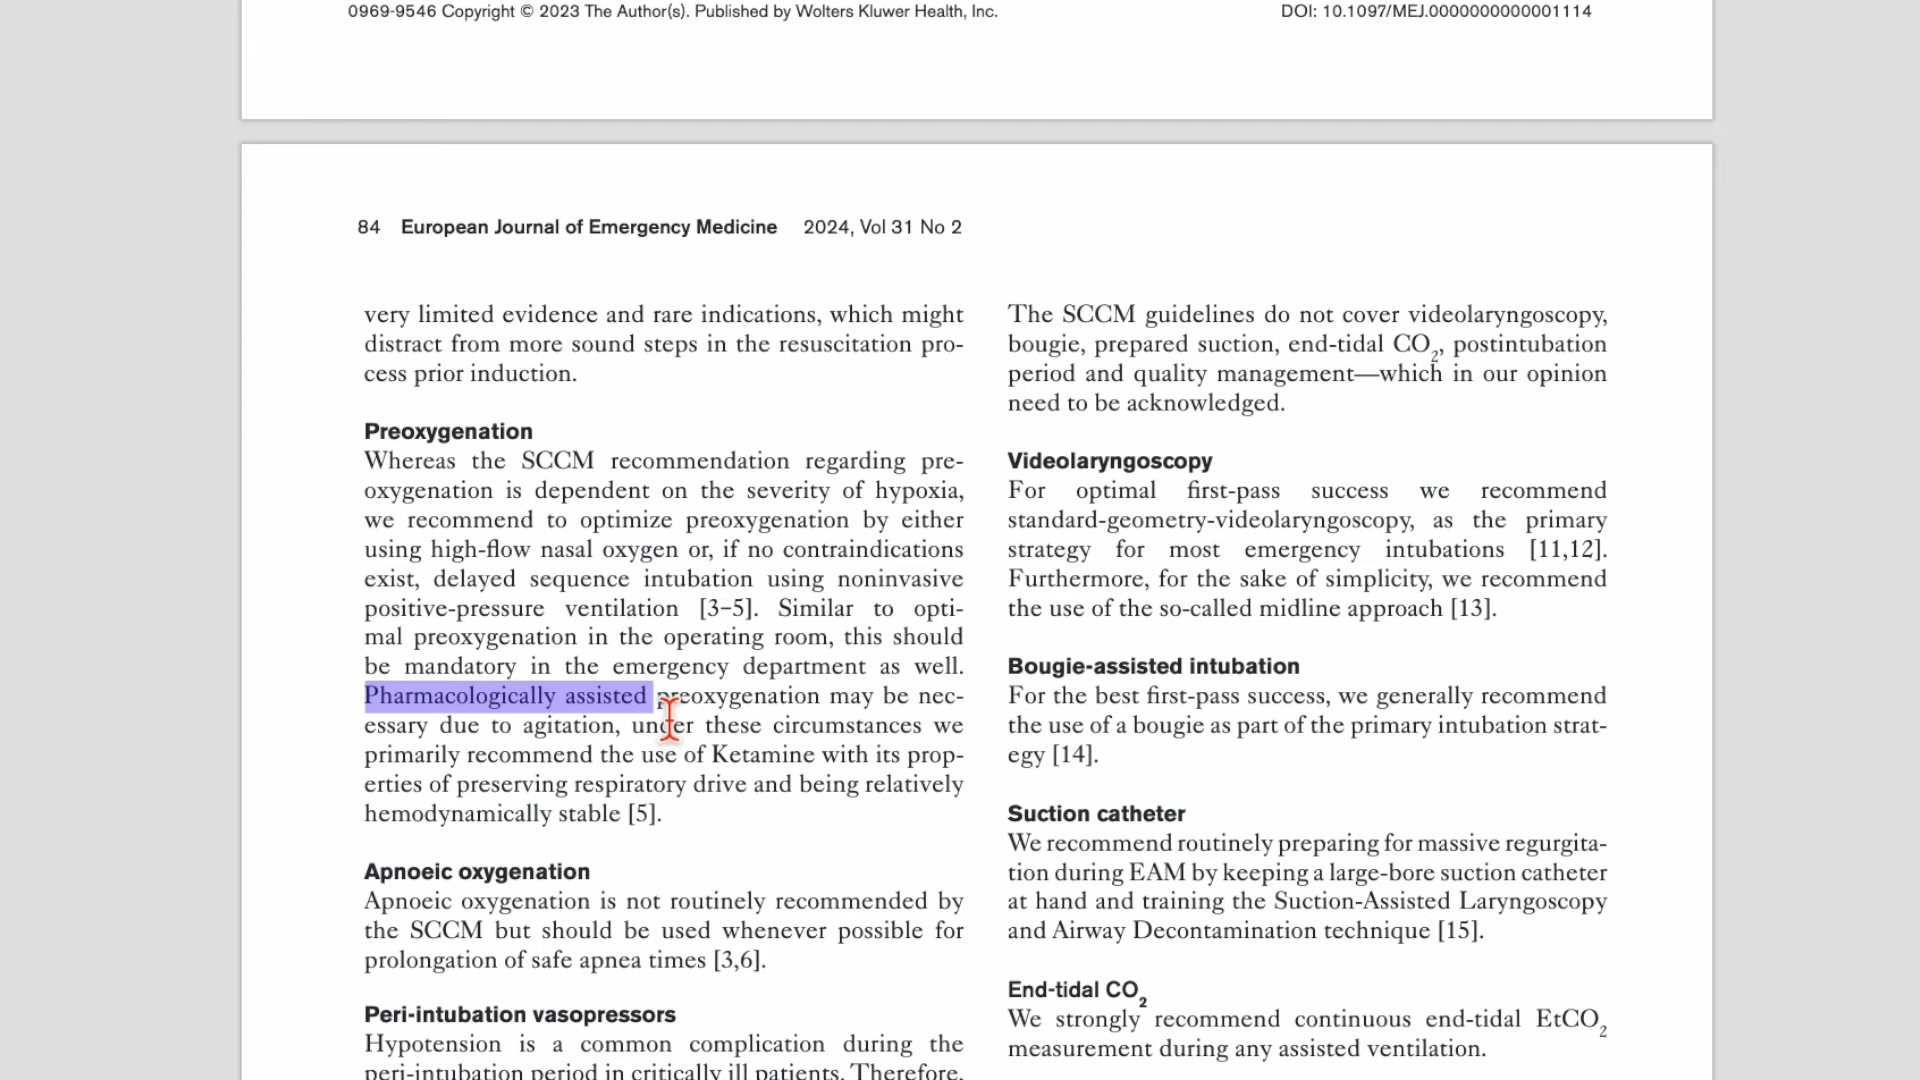 0969-9546 Copyright © 2023 The Author(s). Published by Wolters Kluwer Health, Inc.
DOI: 10.1097/MEJ.0000000000001114
84 European Journal of Emergency Medicine 2024, Vol 31 No 2
very limited evidence and rare indications, which might
distract from more sound steps in the resuscitation pro-
cess prior induction.
Preoxygenation
Whereas the SCCM recommendation regarding pre-
oxygenation is dependent on the severity of hypoxia,
we recommend to optimize preoxygenation by either
using high-flow nasal oxygen or, if no contraindications
exist, delayed sequence intubation using noninvasive
positive-pressure ventilation [3–5]. Similar to opti-
mal preoxygenation in the operating room, this should
be mandatory in the emergency department as well.
Pharmacologically assisted preoxygenation may be nec-
essary due to agitation, under these circumstances we
primarily recommend the use of Ketamine with its prop-
erties of preserving respiratory drive and being relatively
hemodynamically stable [5].
Apnoeic oxygenation
Apnoeic oxygenation is not routinely recommended by
the SCCM but should be used whenever possible for
prolongation of safe apnea times [3,6].
Peri-intubation vasopressors
Hypotension is a common complication during the
peri-intubation period in critically ill patients. Therefore,
The SCCM guidelines do not cover videolaryngoscopy,
bougie, prepared suction, end-tidal CO2, postintubation
period and quality management—which in our opinion
need to be acknowledged.
Videolaryngoscopy
For optimal first-pass success we recommend
standard-geometry-videolaryngoscopy, as the primary
strategy for most emergency intubations [11,12].
Furthermore, for the sake of simplicity, we recommend
the use of the so-called midline approach [13].
Bougie-assisted intubation
For the best first-pass success, we generally recommend
the use of a bougie as part of the primary intubation strat-
egy [14].
Suction catheter
We recommend routinely preparing for massive regurgita-
tion during EAM by keeping a large-bore suction catheter
at hand and training the Suction-Assisted Laryngoscopy
and Airway Decontamination technique [15].
End-tidal CO2
We strongly recommend continuous end-tidal EtCO2
measurement during any assisted ventilation.